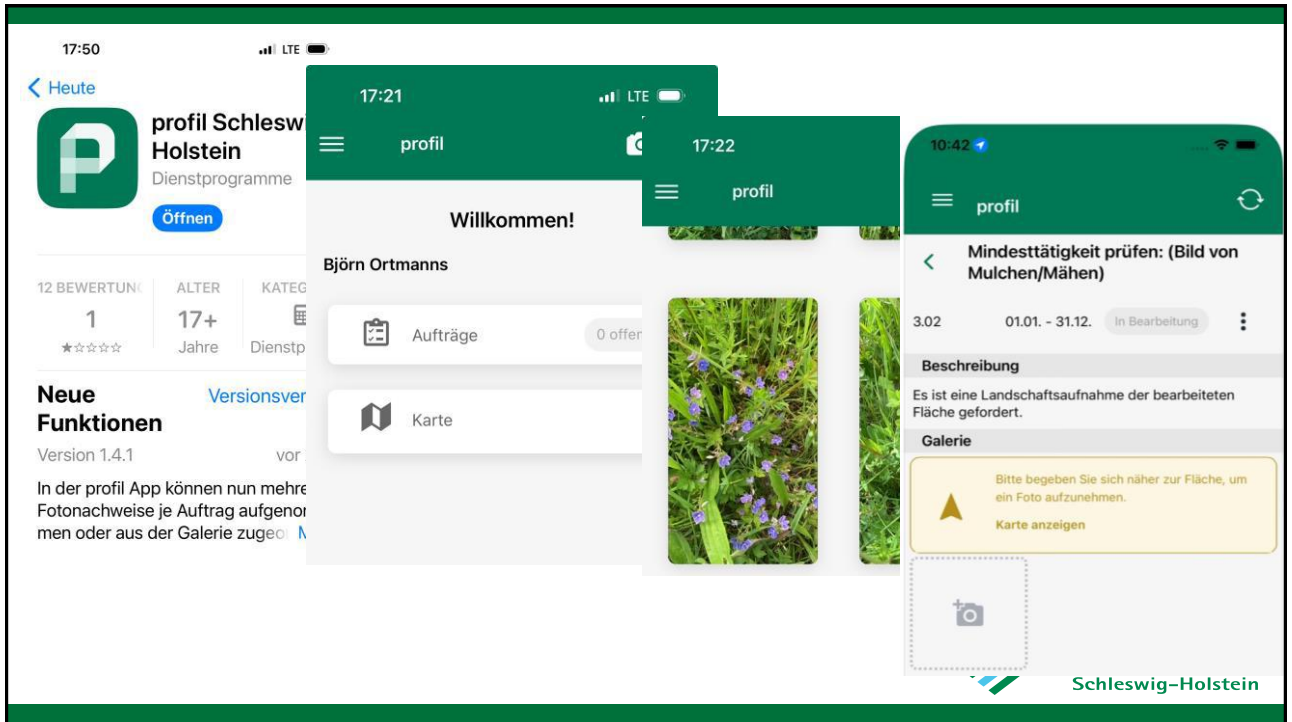 17:50
LTE
Heute
profil Schlesw
Holstein
Dienstprogramme
Öffnen
12 BEWERTUN
ALTER
KATEG
1
17+
Jahre
Dienstp
Neue
Funktionen
Versionsver
Version 1.4.1
vor
In der profil App können nun mehre
Fotonachweise je Auftrag aufgenor
men oder aus der Galerie zugeo
17:21
LTE
profil
Willkommen!
Björn Ortmanns
Aufträge
0 offen
Karte
17:22
profil
10:42
profil
Mindesttätigkeit prüfen: (Bild von
Mulchen/Mähen)
3.02
01.01. - 31.12.
In Bearbeitung
Beschreibung
Es ist eine Landschaftsaufnahme der bearbeiteten
Fläche gefordert.
Galerie
Bitte begeben Sie sich näher zur Fläche, um
ein Foto aufzunehmen.
Karte anzeigen
Schleswig-Holstein